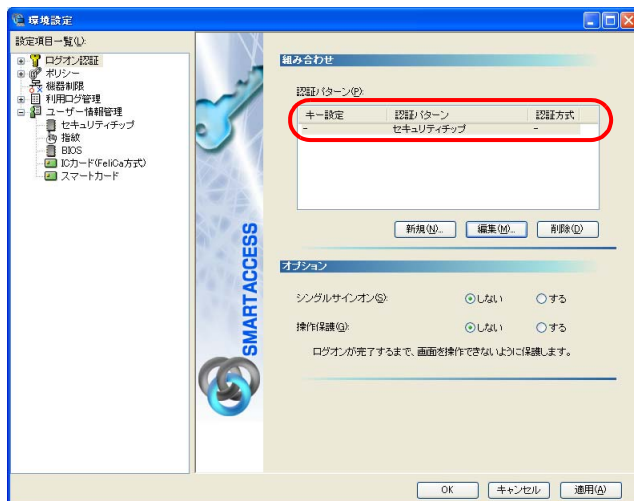 環境設定
設定項目一覧(L):
ログオン認証
ポリシー
機器制限
利用ログ管理
ユーザー情報管理
セキュリティチップ
指紋
BIOS
ICカード(FeliCa方式)
スマートカード
SMARTACCESS
組み合わせ
認証パターン(P):
キー設定 認証パターン 認証方式
- セキュリティチップ -
新規(N)... 編集(M)... 削除(D)
オプション
シングルサインオン(S): しない する
操作保護(G): しない する
ログオンが完了するまで、画面を操作できないように保護します。
OK キャンセル 適用(A)